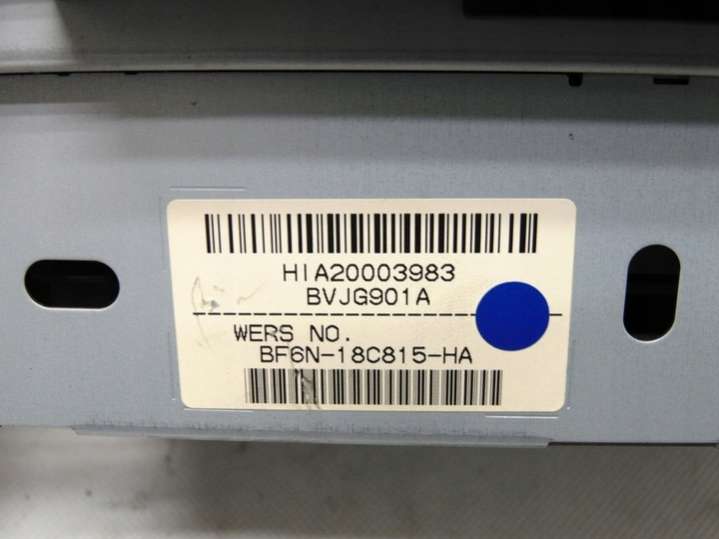 HIA20003983
BVJG901A
WERS NO.
BF6N-18C815-HA